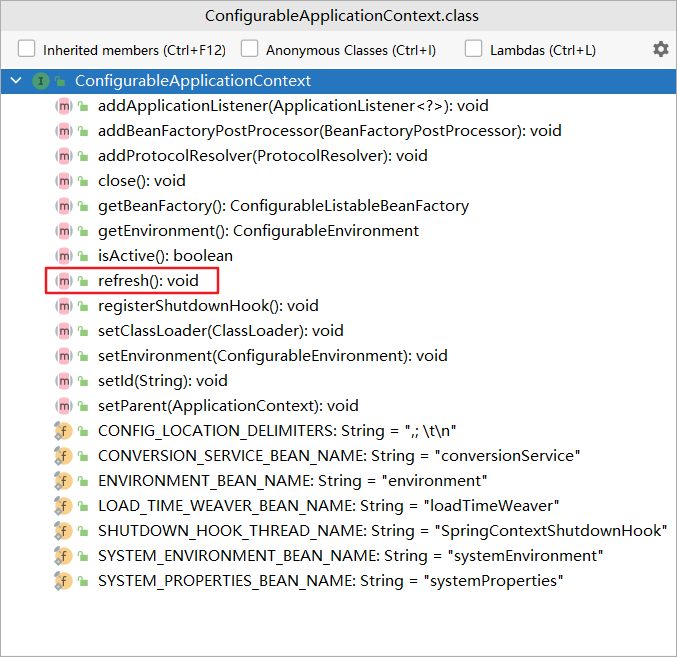 ConfigurableApplicationContext.class
Inherited members (Ctrl+F12) Anonymous Classes (Ctrl+I) Lambdas (Ctrl+L)
I ConfigurableApplicationContext
m addApplicationListener(ApplicationListener<?>): void
m addBeanFactoryPostProcessor(BeanFactoryPostProcessor): void
m addProtocolResolver(ProtocolResolver): void
m close(): void
m getBeanFactory(): ConfigurableListableBeanFactory
m getEnvironment(): ConfigurableEnvironment
m isActive(): boolean
m refresh(): void
m registerShutdownHook(): void
m setClassLoader(ClassLoader): void
m setEnvironment(ConfigurableEnvironment): void
m setId(String): void
m setParent(ApplicationContext): void
f CONFIG_LOCATION_DELIMITERS: String = ",; \t\n"
f CONVERSION_SERVICE_BEAN_NAME: String = "conversionService"
f ENVIRONMENT_BEAN_NAME: String = "environment"
f LOAD_TIME_WEAVER_BEAN_NAME: String = "loadTimeWeaver"
f SHUTDOWN_HOOK_THREAD_NAME: String = "SpringContextShutdownHook"
f SYSTEM_ENVIRONMENT_BEAN_NAME: String = "systemEnvironment"
f SYSTEM_PROPERTIES_BEAN_NAME: String = "systemProperties"